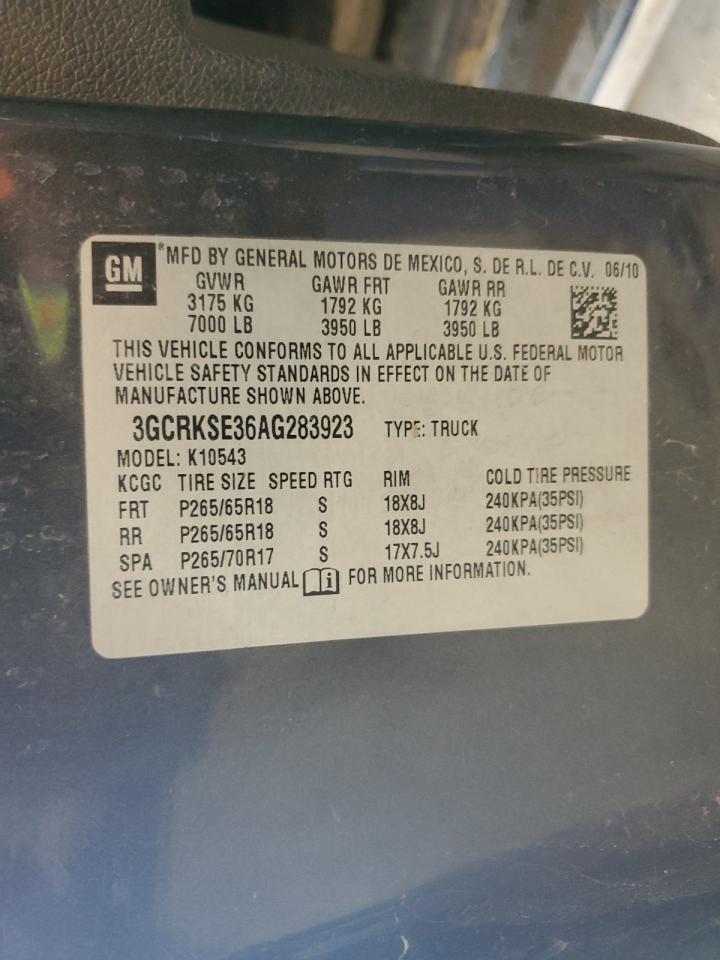 GM
®MFD BY GENERAL MOTORS DE MEXICO, S. DE R.L. DE C.V. 06/10
GVWR GAWR FRT GAWR RR
3175 KG 1792 KG 1792 KG
7000 LB 3950 LB 3950 LB
THIS VEHICLE CONFORMS TO ALL APPLICABLE U.S. FEDERAL MOTOR
VEHICLE SAFETY STANDARDS IN EFFECT ON THE DATE OF
MANUFACTURE SHOWN ABOVE.
3GCRKSE36AG283923 TYPE: TRUCK
MODEL: K10543
KCGC TIRE SIZE SPEED RTG RIM COLD TIRE PRESSURE
FRT P265/65R18 S 18X8J 240KPA(35PSI)
RR P265/65R18 S 18X8J 240KPA(35PSI)
SPA P265/70R17 S 17X7.5J 240KPA(35PSI)
SEE OWNER'S MANUAL i FOR MORE INFORMATION.